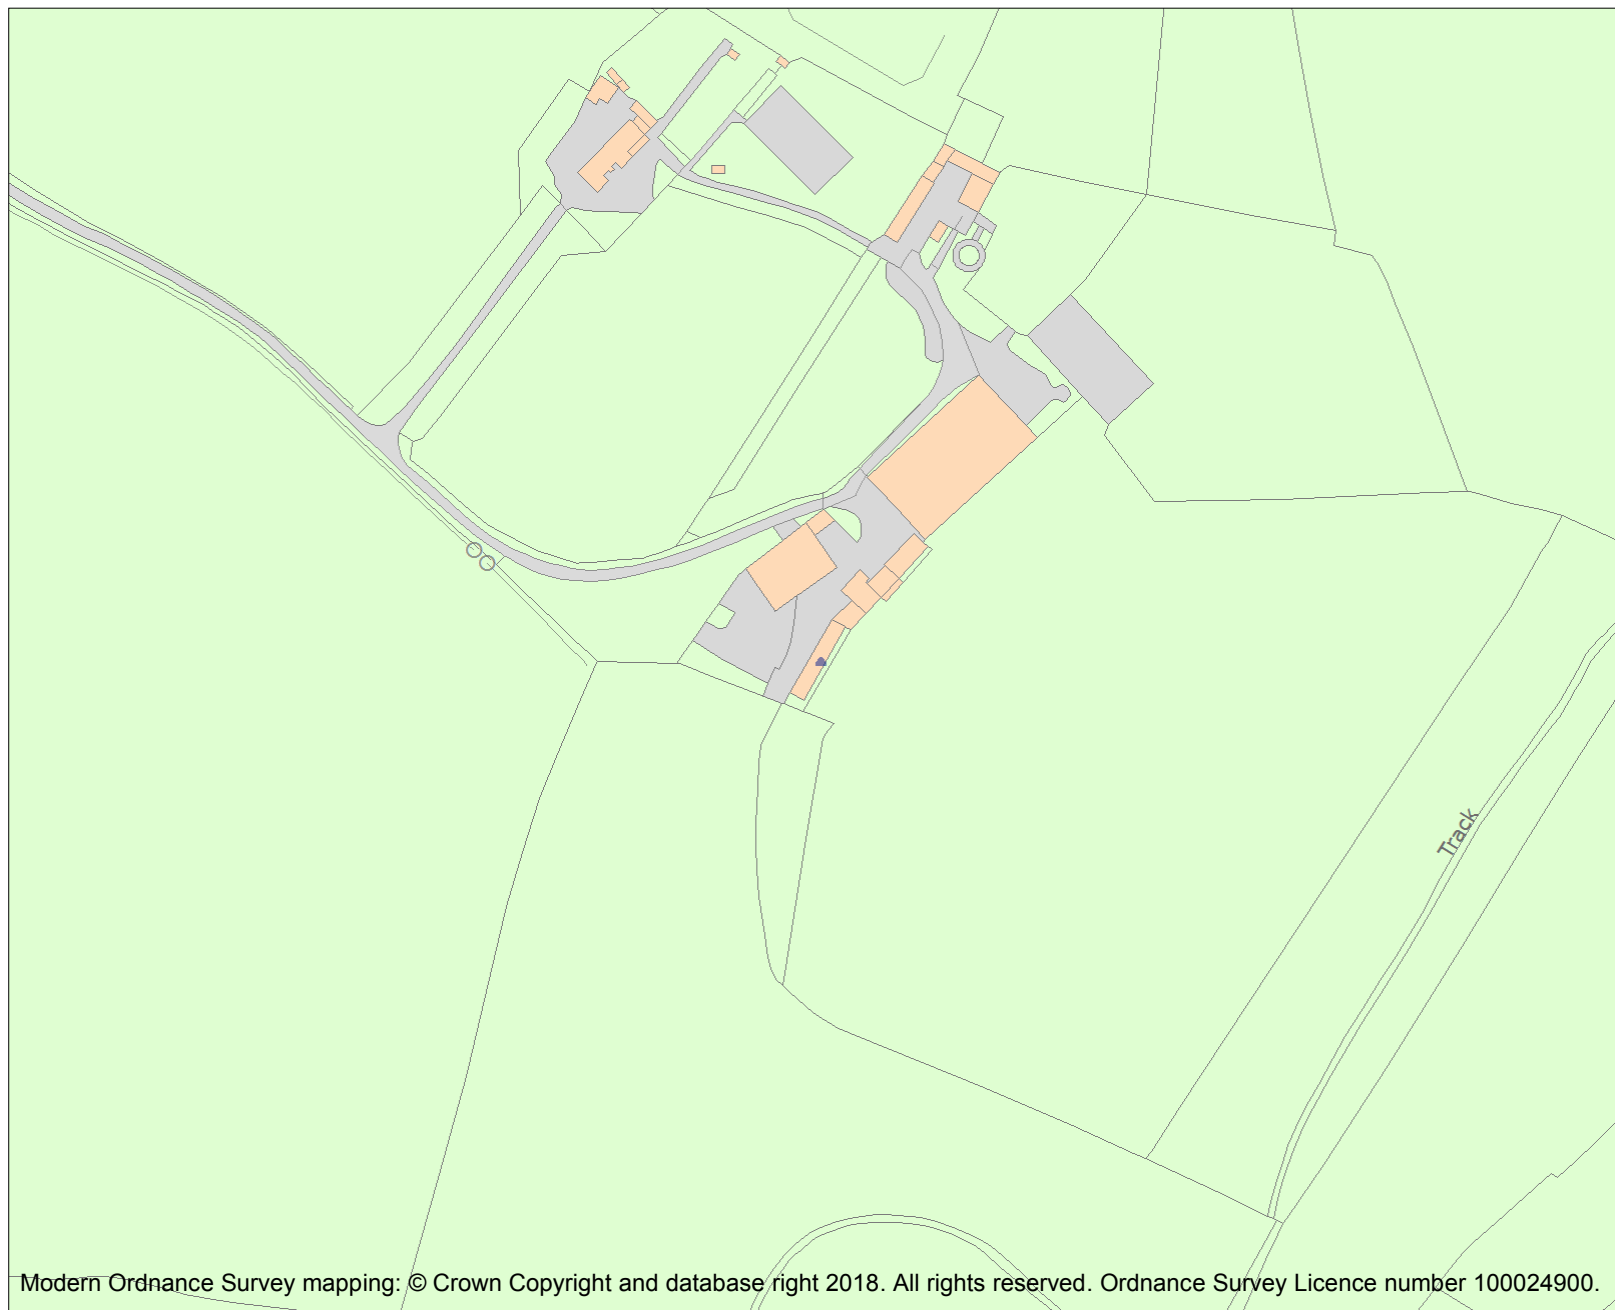 Track
Modern Ordnance Survey mapping: © Crown Copyright and database right 2018. All rights reserved. Ordnance Survey Licence number 100024900.